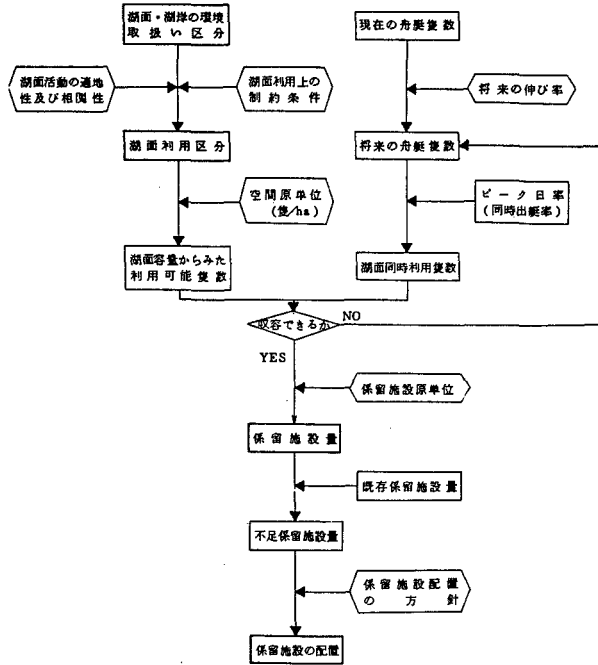 湖面・湖岸の環境
取扱い区分
現在の舟艇隻数
湖面活動の適地
性及び相関性
湖面利用上の
制約条件
将来の伸び率
湖面利用区分
将来の舟艇隻数
空間原単位
(隻/ha)
ピーク日率
(同時出艇率)
湖面容量からみた
利用可能隻数
湖面同時利用隻数
収容できるか
NO
YES
係留施設原単位
係留施設量
既存係留施設量
不足係留施設量
係留施設配置
の方針
係留施設の配置